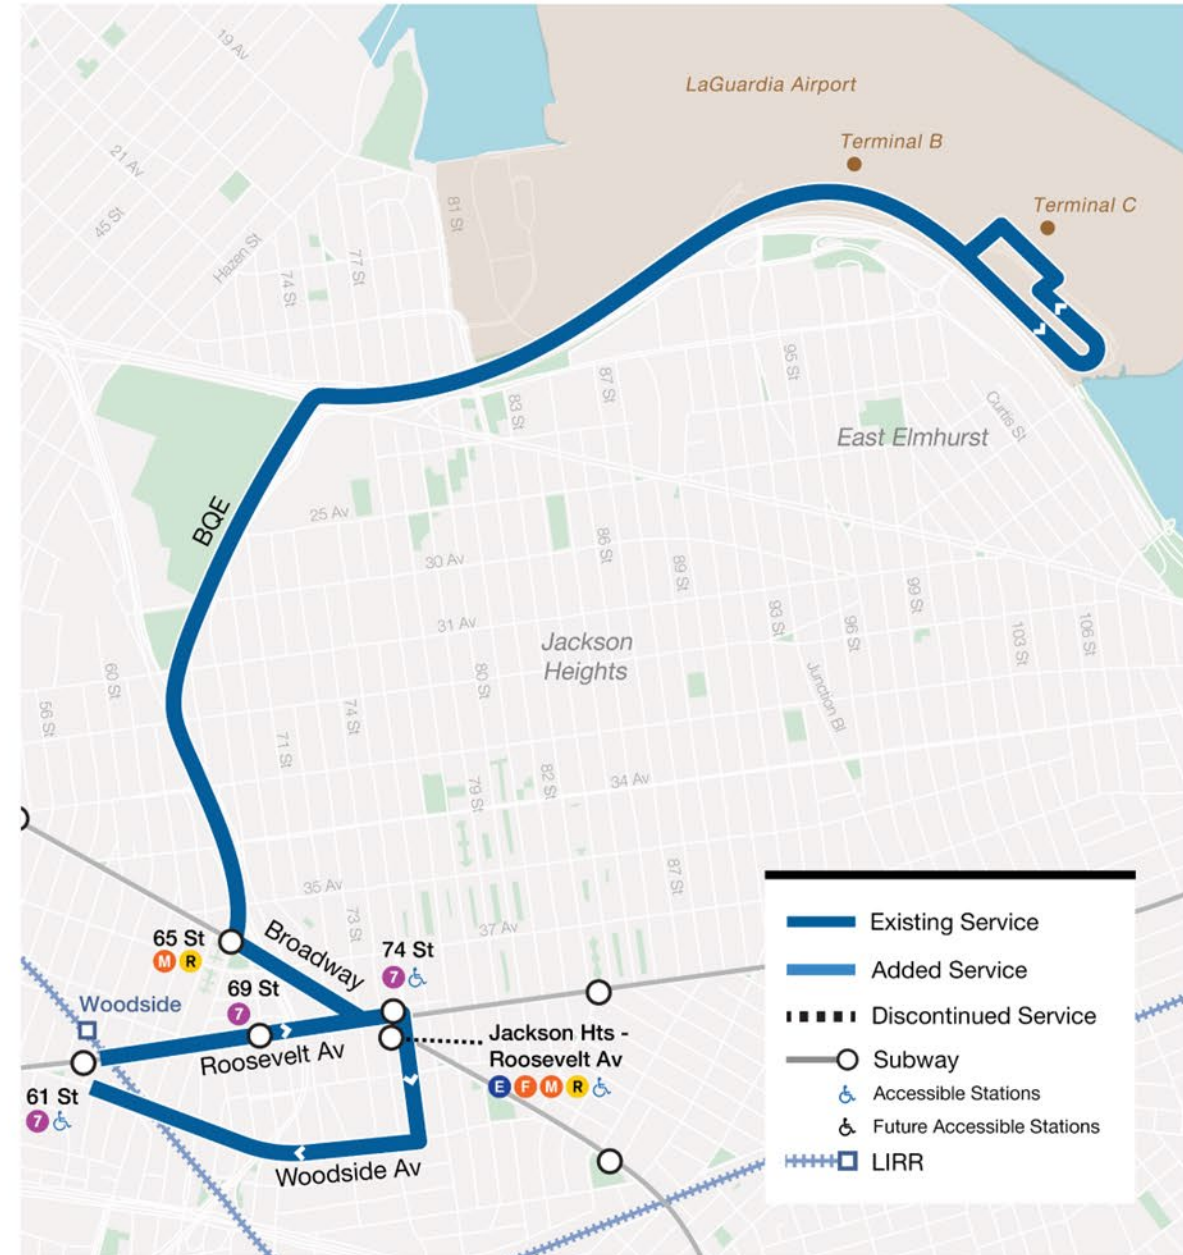 19 Av
LaGuardia Airport
Terminal B
21 Av
81 St
Terminal C
45 St
Hazen St
77 St
74 St
95 St
87 St
83 St
Curtis St
East Elmhurst
BQE
25 Av
86 St
30 Av
89 St
99 St
93 St
96 St
31 Av
103 St
106 St
Jackson
Heights
60 St
80 St
Junction Bl
56 St
74 St
71 St
79 St
82 St
34 Av
35 Av
87 St
73 St
37 Av
65 St
M R
Broadway
74 St
7
69 St
7
Woodside
Roosevelt Av
Jackson Hts -
Roosevelt Av
E F M R
61 St
7
Woodside Av
Existing Service
Added Service
Discontinued Service
Subway
Accessible Stations
Future Accessible Stations
LIRR